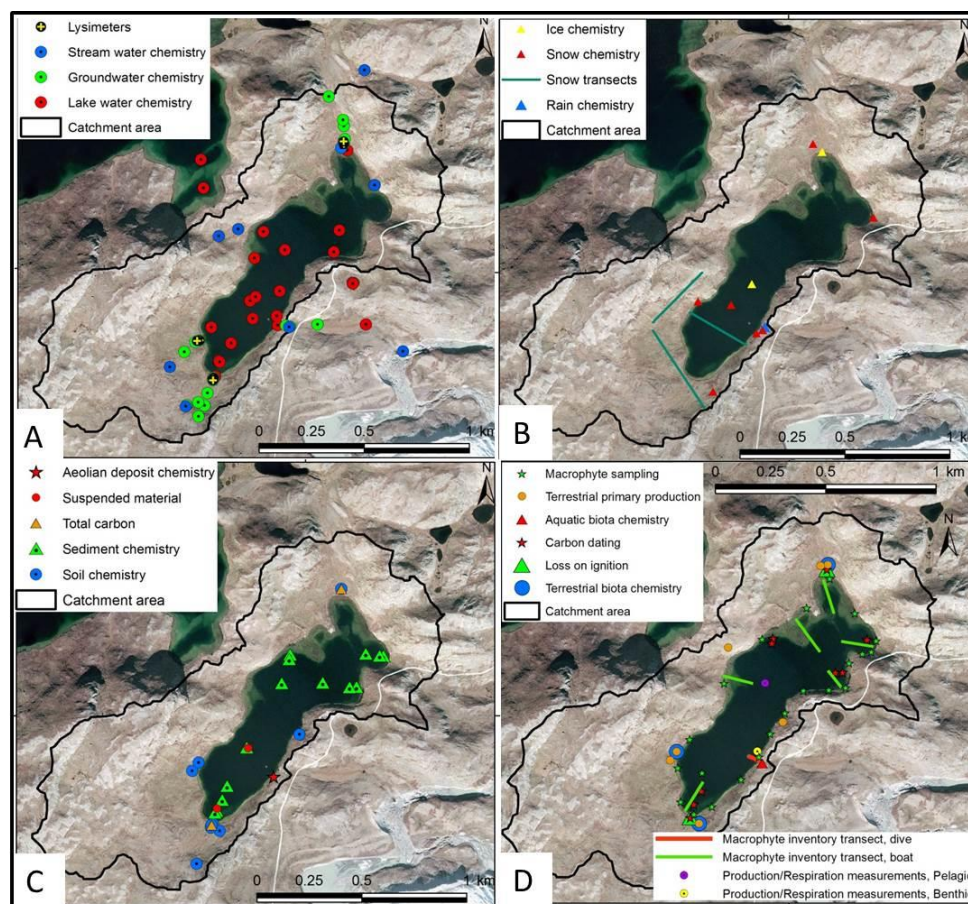 Lysimeters
Stream water chemistry
Groundwater chemistry
Lake water chemistry
Catchment area
N
A
0 0.25 0.5 1 km
Ice chemistry
Snow chemistry
Snow transects
Rain chemistry
Catchment area
N
B
0 0.25 0.5 1 km
Aeolian deposit chemistry
Suspended material
Total carbon
Sediment chemistry
Soil chemistry
Catchment area
N
C
0 0.25 0.5 1 km
Macrophyte sampling
Terrestrial primary production
Aquatic biota chemistry
Carbon dating
Loss on ignition
Terrestrial biota chemistry
Catchment area
0 0.25 0.5 1 km
N
D
Macrophyte inventory transect, dive
Macrophyte inventory transect, boat
Production/Respiration measurements, Pelagic
Production/Respiration measurements, Benthi